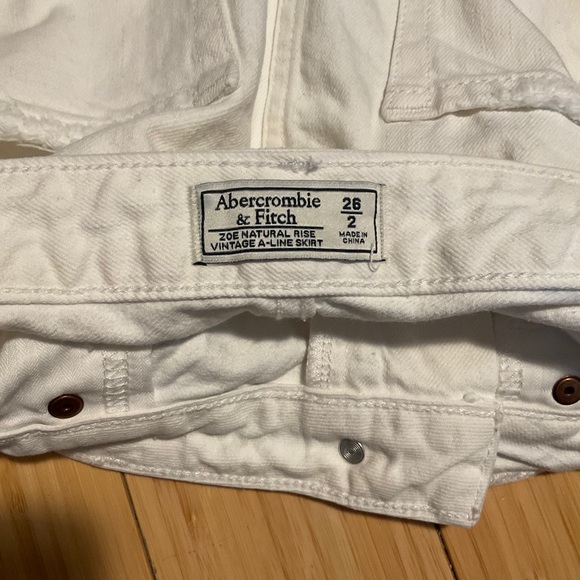 Abercrombie
& Fitch
ZOE NATURAL RISE
VINTAGE A-LINE SKIRT
26
2
MADE IN
CHINA